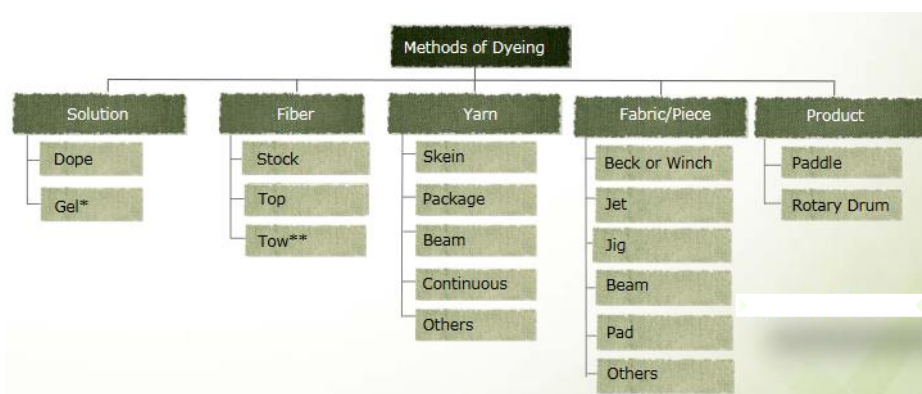 Methods of Dyeing
Solution
Dope
Gel*
Fiber
Stock
Top
Tow**
Yarn
Skein
Package
Beam
Continuous
Others
Fabric/Piece
Beck or Winch
Jet
Jig
Beam
Pad
Others
Product
Paddle
Rotary Drum